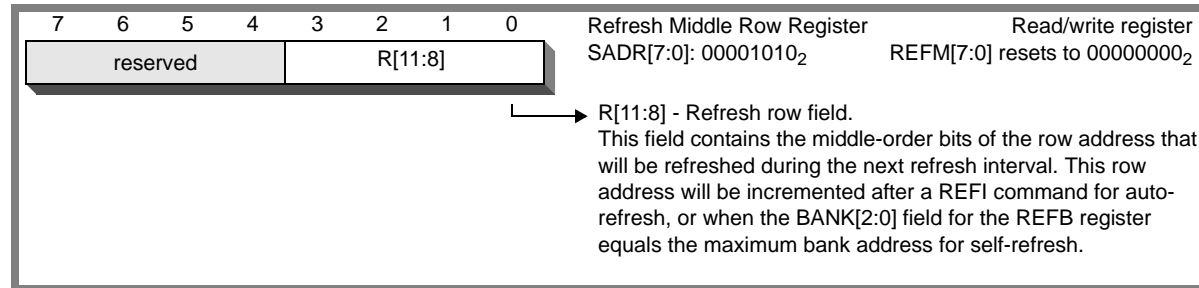 7 6 5 4 3 2 1 0
reserved R[11:8]
Refresh Middle Row Register Read/write register
SADR[7:0]: 00001010₂ REFM[7:0] resets to 00000000₂
R[11:8] - Refresh row field.
This field contains the middle-order bits of the row address that
will be refreshed during the next refresh interval. This row
address will be incremented after a REFI command for auto-
refresh, or when the BANK[2:0] field for the REFB register
equals the maximum bank address for self-refresh.